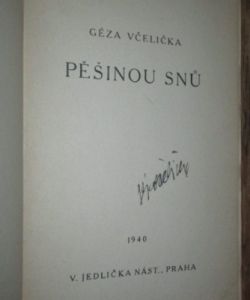 GÉZA VČELIČKA
PĚŠINOU SNŮ
1940
V. JEDLIČKA NÁST., PRAHA